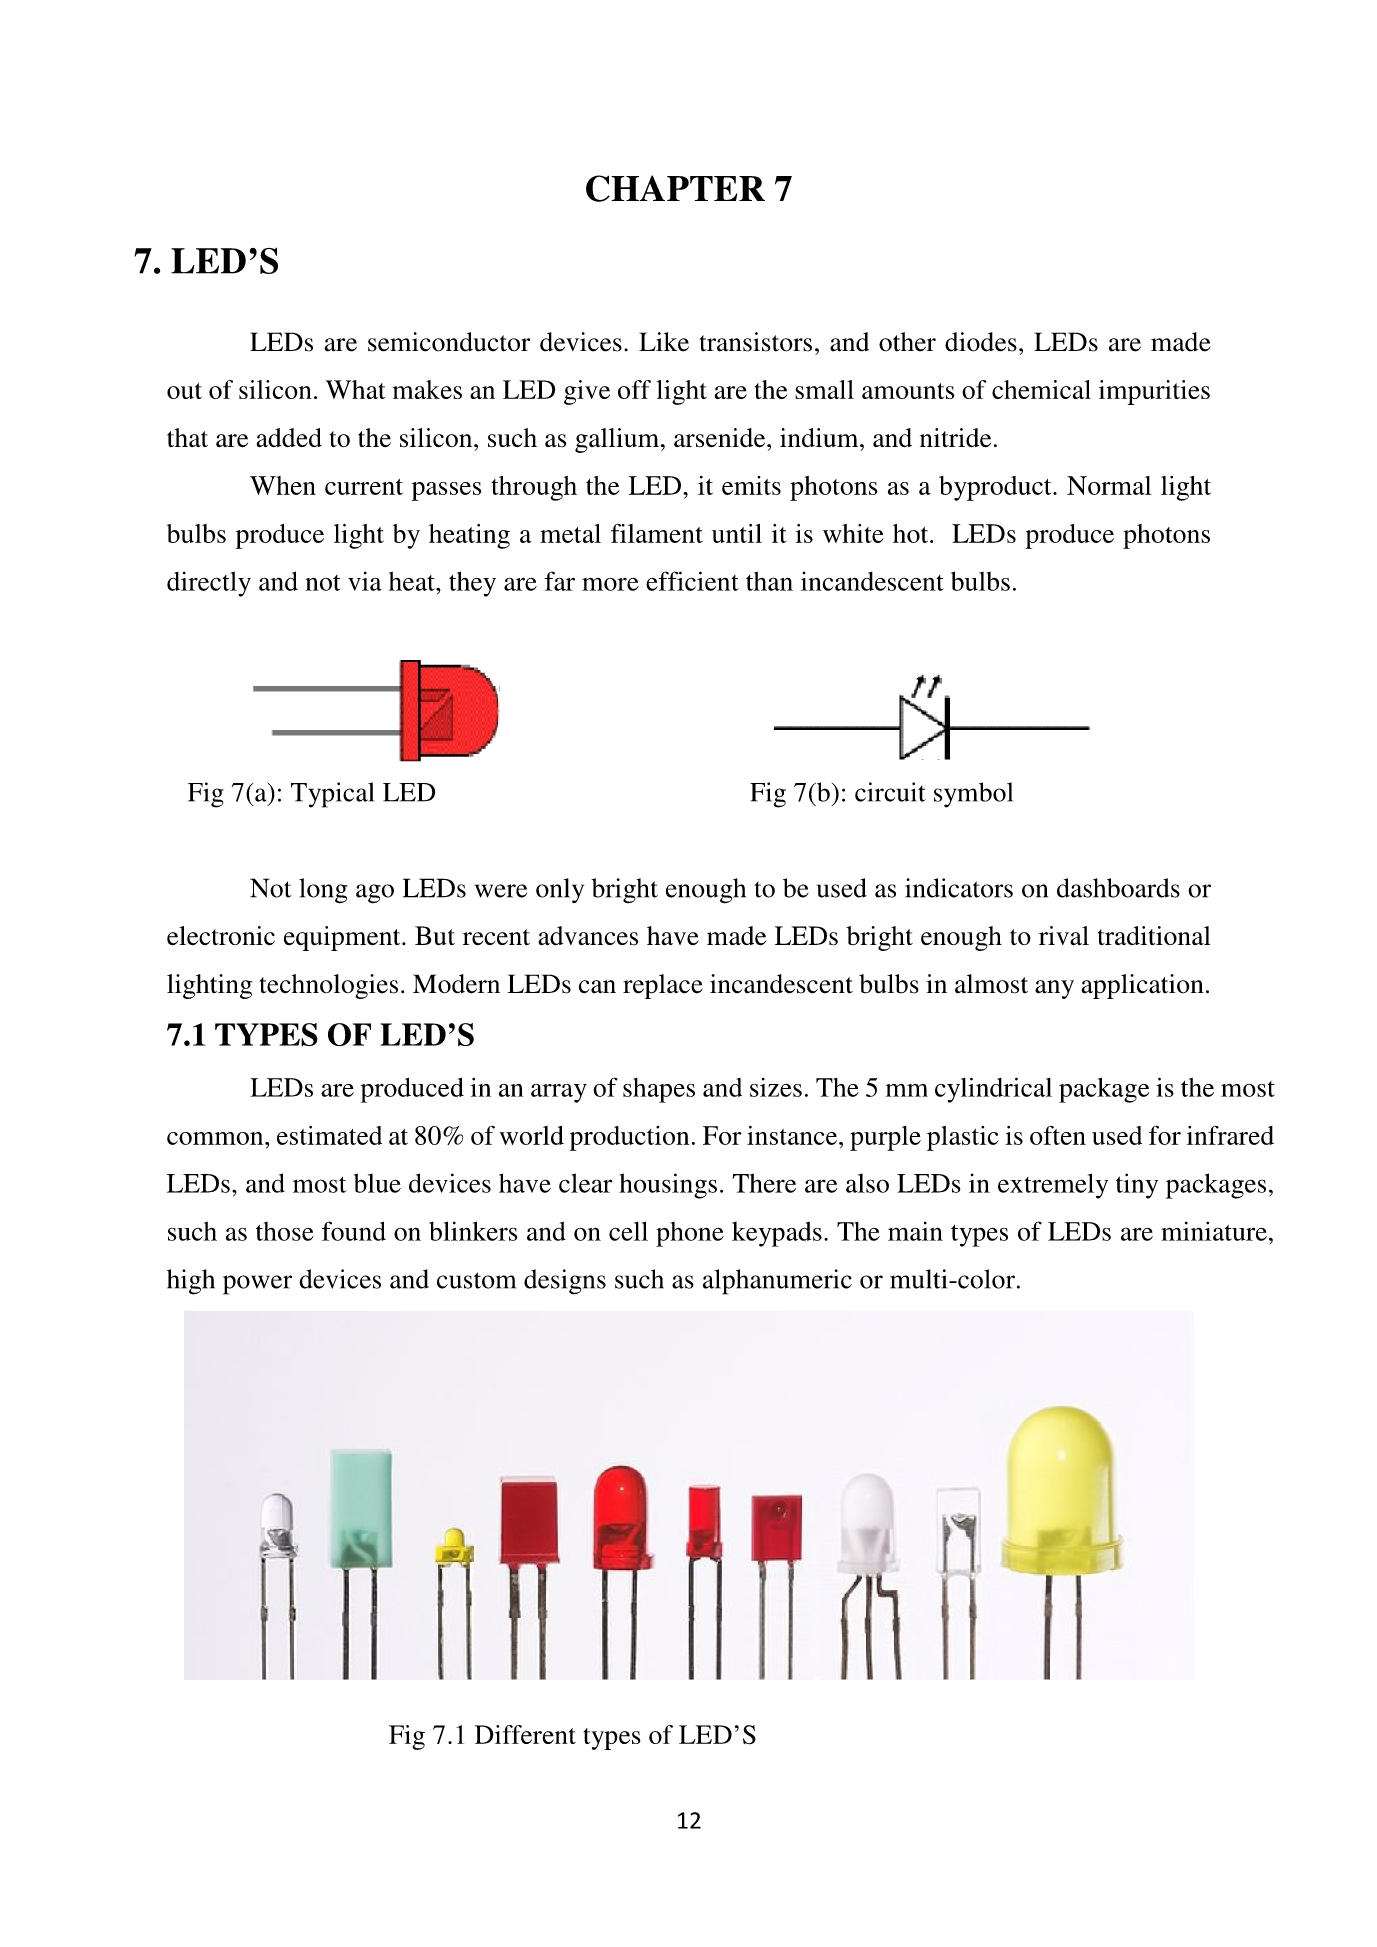 CHAPTER 7
7. LED’S
LEDs are semiconductor devices. Like transistors, and other diodes, LEDs are made
out of silicon. What makes an LED give off light are the small amounts of chemical impurities
that are added to the silicon, such as gallium, arsenide, indium, and nitride.
When current passes through the LED, it emits photons as a byproduct. Normal light
bulbs produce light by heating a metal filament until it is white hot.  LEDs produce photons
directly and not via heat, they are far more efficient than incandescent bulbs.
Fig 7(a): Typical LED
Fig 7(b): circuit symbol
Not long ago LEDs were only bright enough to be used as indicators on dashboards or
electronic equipment. But recent advances have made LEDs bright enough to rival traditional
lighting technologies. Modern LEDs can replace incandescent bulbs in almost any application.
7.1 TYPES OF LED’S
LEDs are produced in an array of shapes and sizes. The 5 mm cylindrical package is the most
common, estimated at 80% of world production. For instance, purple plastic is often used for infrared
LEDs, and most blue devices have clear housings. There are also LEDs in extremely tiny packages,
such as those found on blinkers and on cell phone keypads. The main types of LEDs are miniature,
high power devices and custom designs such as alphanumeric or multi-color.
Fig 7.1 Different types of LED’S
12